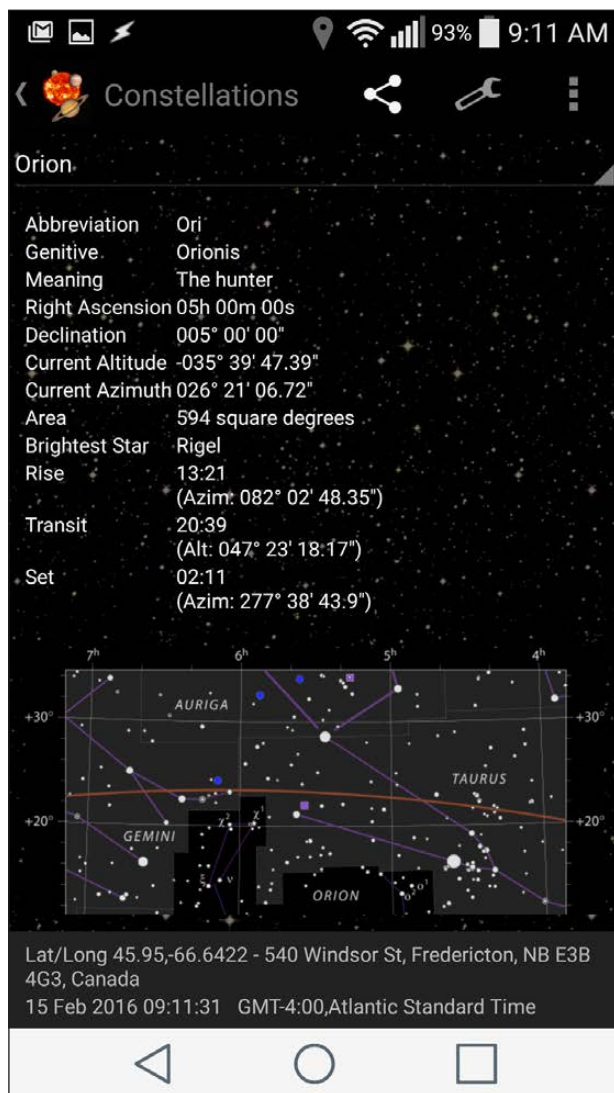 93% 9:11 AM
Constellations
Orion
Abbreviation Ori
Genitive Orionis
Meaning The hunter
Right Ascension 05h 00m 00s
Declination 005° 00' 00"
Current Altitude -035° 39' 47.39"
Current Azimuth 026° 21' 06.72"
Area 594 square degrees
Brightest Star Rigel
Rise 13:21
(Azim: 082° 02' 48.35")
Transit 20:39
(Alt: 047° 23' 18.17")
Set 02:11
(Azim: 277° 38' 43.9")
7h 6h 5h 4h
AURIGA
+30° +30°
TAURUS
+20° χ² χ¹ +20°
GEMINI
ξ ν
ORION ο² ο¹
Lat/Long 45.95,-66.6422 - 540 Windsor St, Fredericton, NB E3B
4G3, Canada
15 Feb 2016 09:11:31 GMT-4:00,Atlantic Standard Time